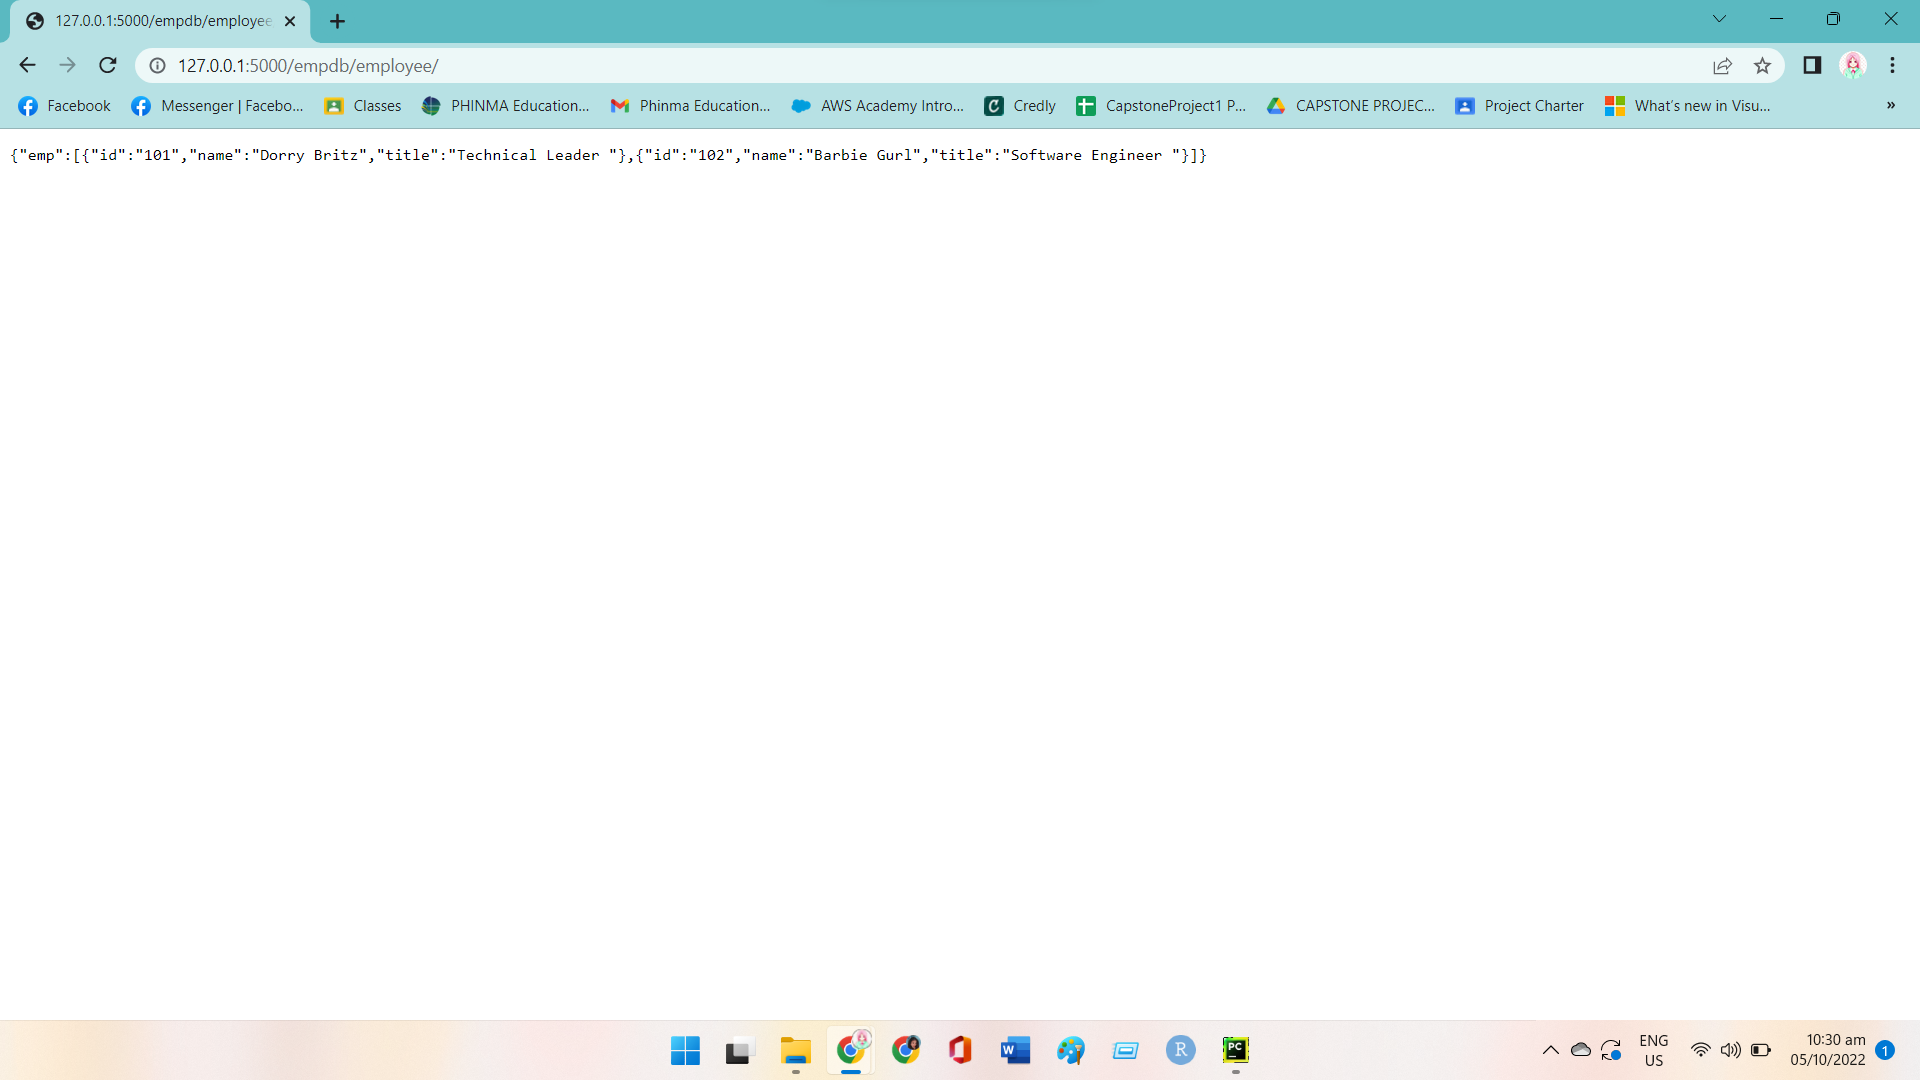 127.0.0.1:5000/empdb/employee
127.0.0.1:5000/empdb/employee/
Facebook Messenger | Facebo... Classes PHINMA Education... Phinma Education... AWS Academy Intro... Credly CapstoneProject1 P... CAPSTONE PROJEC... Project Charter What's new in Visu... »
{"emp":[{"id":"101","name":"Dorry Britz","title":"Technical Leader "},{"id":"102","name":"Barbie Gurl","title":"Software Engineer "}]}
W R PC
ENG
US
10:30 am
05/10/2022
1